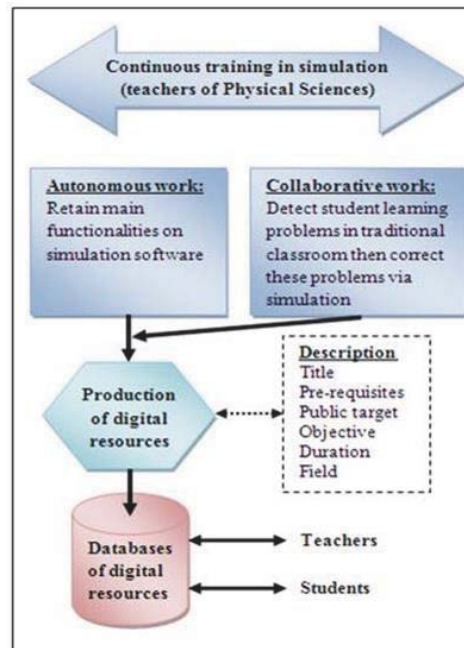 Continuous training in simulation
(teachers of Physical Sciences)
Autonomous work:
Retain main
functionalities on
simulation software
Collaborative work:
Detect student learning
problems in traditional
classroom then correct
these problems via
simulation
Production
of digital
resources
Description
Title
Pre-requisites
Public target
Objective
Duration
Field
Databases
of digital
resources
Teachers
Students